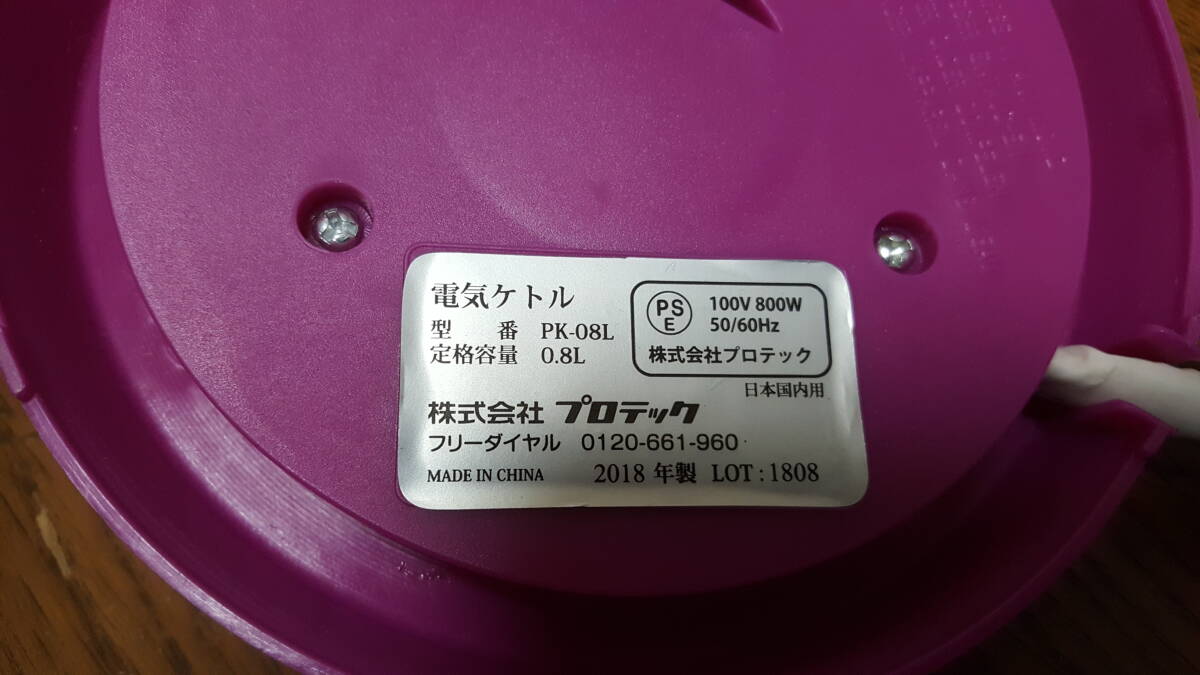 電気ケトル
型 番 PK-08L
定格容量 0.8L
PS
E
100V 800W
50/60Hz
株式会社プロテック
日本国内用
株式会社 プロテック
フリーダイヤル 0120-661-960
MADE IN CHINA 2018 年製 LOT : 1808